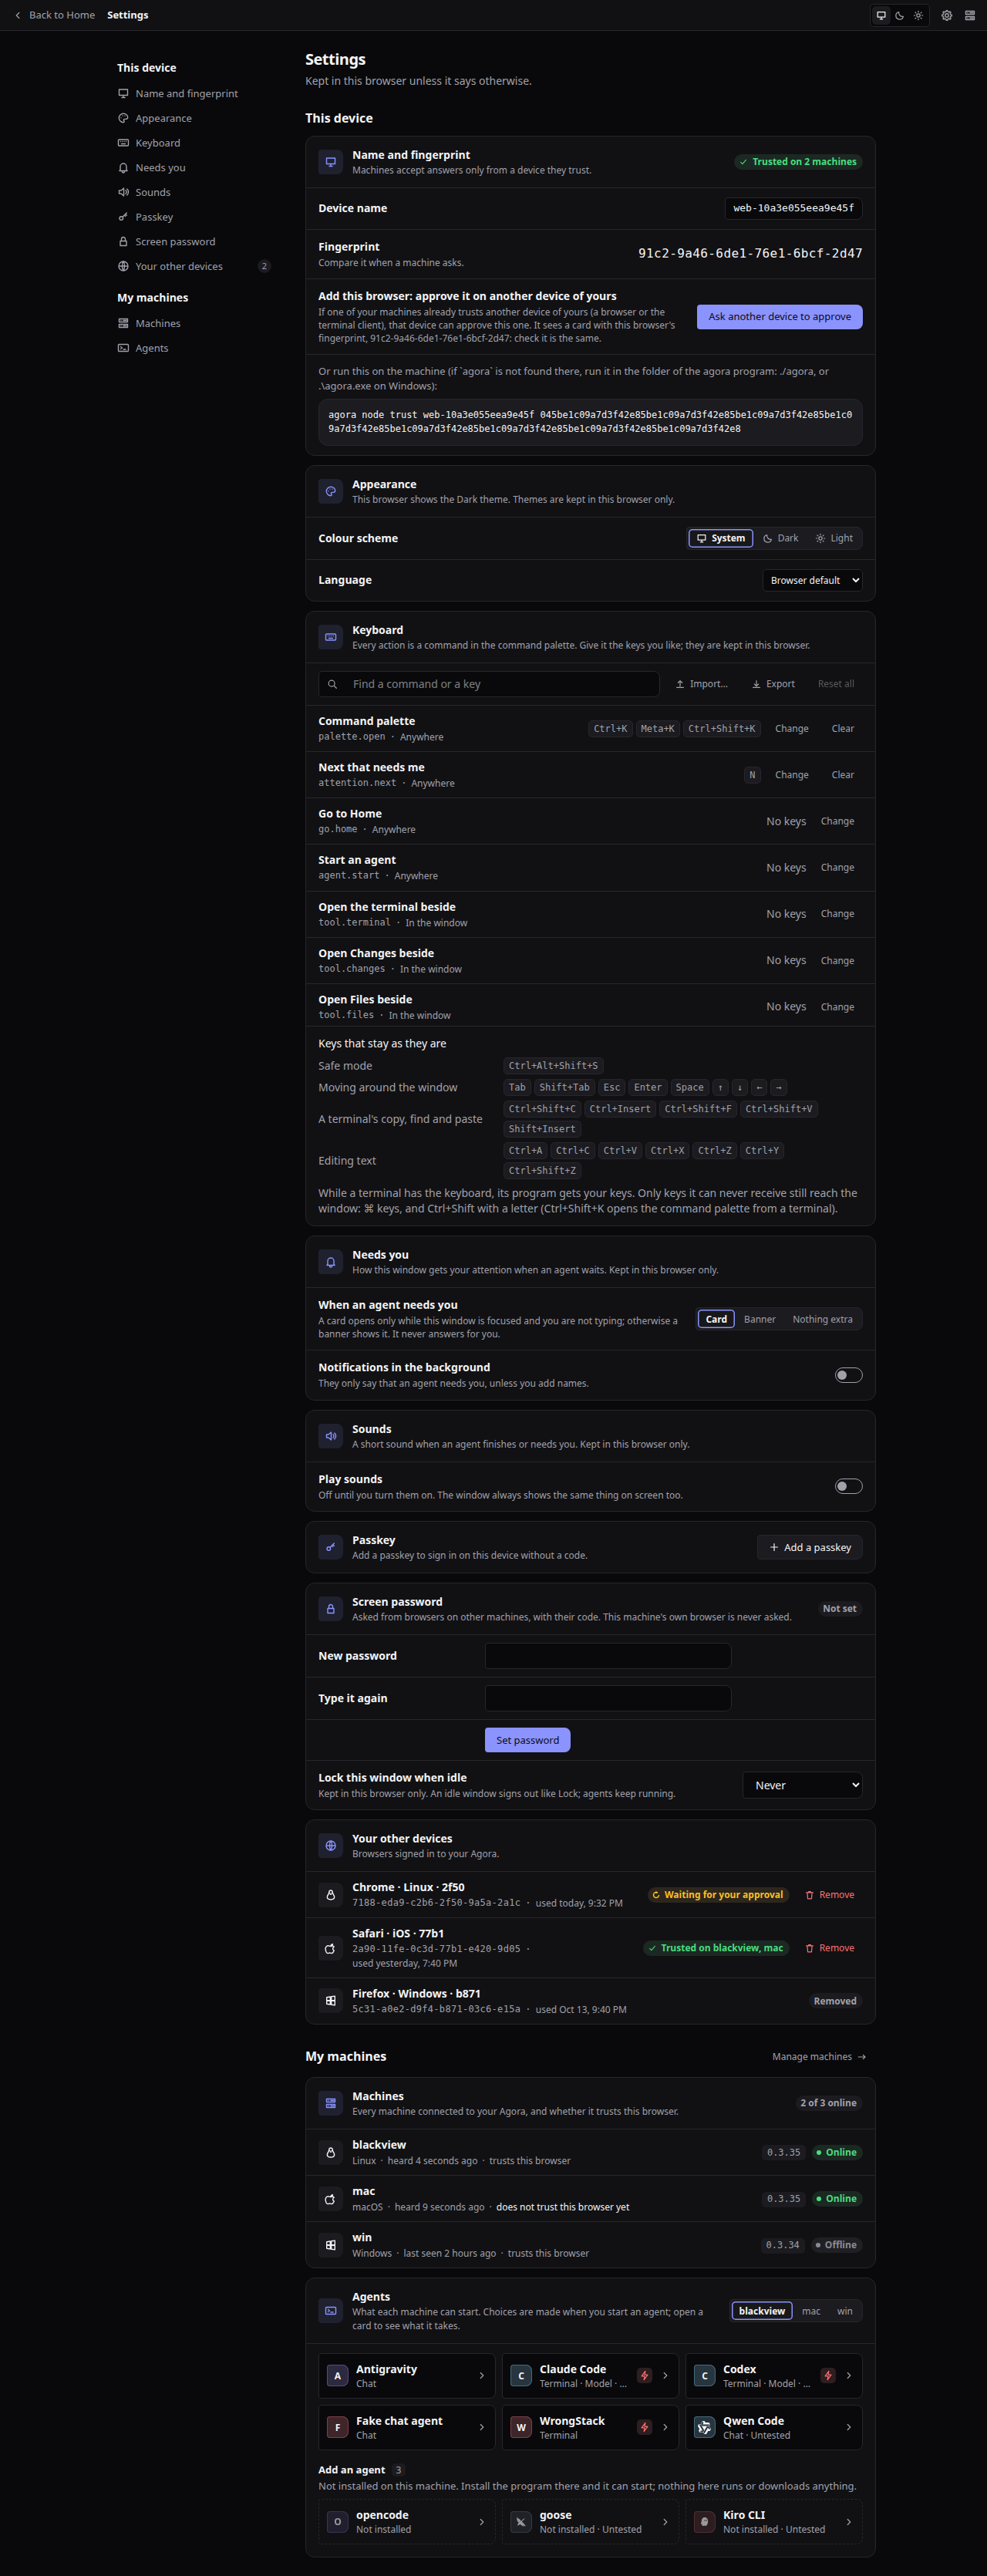 Back to Home Settings
This device
Name and fingerprint
Appearance
Keyboard
Needs you
Sounds
Passkey
Screen password
Your other devices 2
My machines
Machines
Agents
Settings
Kept in this browser unless it says otherwise.
This device
Name and fingerprint
Machines accept answers only from a device they trust.
Trusted on 2 machines
Device name
web-10a3e055eea9e45f
Fingerprint
Compare it when a machine asks.
91c2-9a46-6de1-76e1-6bcf-2d47
Add this browser: approve it on another device of yours
If one of your machines already trusts another device of yours (a browser or the
terminal client), that device can approve this one. It sees a card with this browser's
fingerprint, 91c2-9a46-6de1-76e1-6bcf-2d47: check it is the same.
Ask another device to approve
Or run this on the machine (if `agora` is not found there, run it in the folder of the agora program: ./agora, or
.\agora.exe on Windows):
agora node trust web-10a3e055eea9e45f 045be1c09a7d3f42e85be1c09a7d3f42e85be1c09a7d3f42e85be1c0
9a7d3f42e85be1c09a7d3f42e85be1c09a7d3f42e85be1c09a7d3f42e85be1c09a7d3f42e8
Appearance
This browser shows the Dark theme. Themes are kept in this browser only.
Colour scheme
System Dark Light
Language
Browser default
Keyboard
Every action is a command in the command palette. Give it the keys you like; they are kept in this browser.
Find a command or a key
Import… Export Reset all
Command palette
palette.open · Anywhere
Ctrl+K Meta+K Ctrl+Shift+K Change Clear
Next that needs me
attention.next · Anywhere
N Change Clear
Go to Home
go.home · Anywhere
No keys Change
Start an agent
agent.start · Anywhere
No keys Change
Open the terminal beside
tool.terminal · In the window
No keys Change
Open Changes beside
tool.changes · In the window
No keys Change
Open Files beside
tool.files · In the window
No keys Change
Keys that stay as they are
Safe mode Ctrl+Alt+Shift+S
Moving around the window Tab Shift+Tab Esc Enter Space ↑ ↓ ← →
A terminal's copy, find and paste Ctrl+Shift+C Ctrl+Insert Ctrl+Shift+F Ctrl+Shift+V
Shift+Insert
Editing text Ctrl+A Ctrl+C Ctrl+V Ctrl+X Ctrl+Z Ctrl+Y
Ctrl+Shift+Z
While a terminal has the keyboard, its program gets your keys. Only keys it can never receive still reach the
window: ⌘ keys, and Ctrl+Shift with a letter (Ctrl+Shift+K opens the command palette from a terminal).
Needs you
How this window gets your attention when an agent waits. Kept in this browser only.
When an agent needs you
A card opens only while this window is focused and you are not typing; otherwise a
banner shows it. It never answers for you.
Card Banner Nothing extra
Notifications in the background
They only say that an agent needs you, unless you add names.
Sounds
A short sound when an agent finishes or needs you. Kept in this browser only.
Play sounds
Off until you turn them on. The window always shows the same thing on screen too.
Passkey
Add a passkey to sign in on this device without a code.
Add a passkey
Screen password
Asked from browsers on other machines, with their code. This machine's own browser is never asked.
Not set
New password
Type it again
Set password
Lock this window when idle
Kept in this browser only. An idle window signs out like Lock; agents keep running.
Never
Your other devices
Browsers signed in to your Agora.
Chrome · Linux · 2f50
7188-eda9-c2b6-2f50-9a5a-2a1c · used today, 9:32 PM
Waiting for your approval Remove
Safari · iOS · 77b1
2a90-11fe-0c3d-77b1-e420-9d05 ·
used yesterday, 7:40 PM
Trusted on blackview, mac Remove
Firefox · Windows · b871
5c31-a0e2-d9f4-b871-03c6-e15a · used Oct 13, 9:40 PM
Removed
My machines
Manage machines →
Machines
Every machine connected to your Agora, and whether it trusts this browser.
2 of 3 online
blackview
Linux · heard 4 seconds ago · trusts this browser
0.3.35 Online
mac
macOS · heard 9 seconds ago · does not trust this browser yet
0.3.35 Online
win
Windows · last seen 2 hours ago · trusts this browser
0.3.34 Offline
Agents
What each machine can start. Choices are made when you start an agent; open a
card to see what it takes.
blackview mac win
A Antigravity
Chat
C Claude Code
Terminal · Model · …
C Codex
Terminal · Model · …
F Fake chat agent
Chat
W WrongStack
Terminal
Qwen Code
Chat · Untested
Add an agent 3
Not installed on this machine. Install the program there and it can start; nothing here runs or downloads anything.
O opencode
Not installed
goose
Not installed · Untested
Kiro CLI
Not installed · Untested